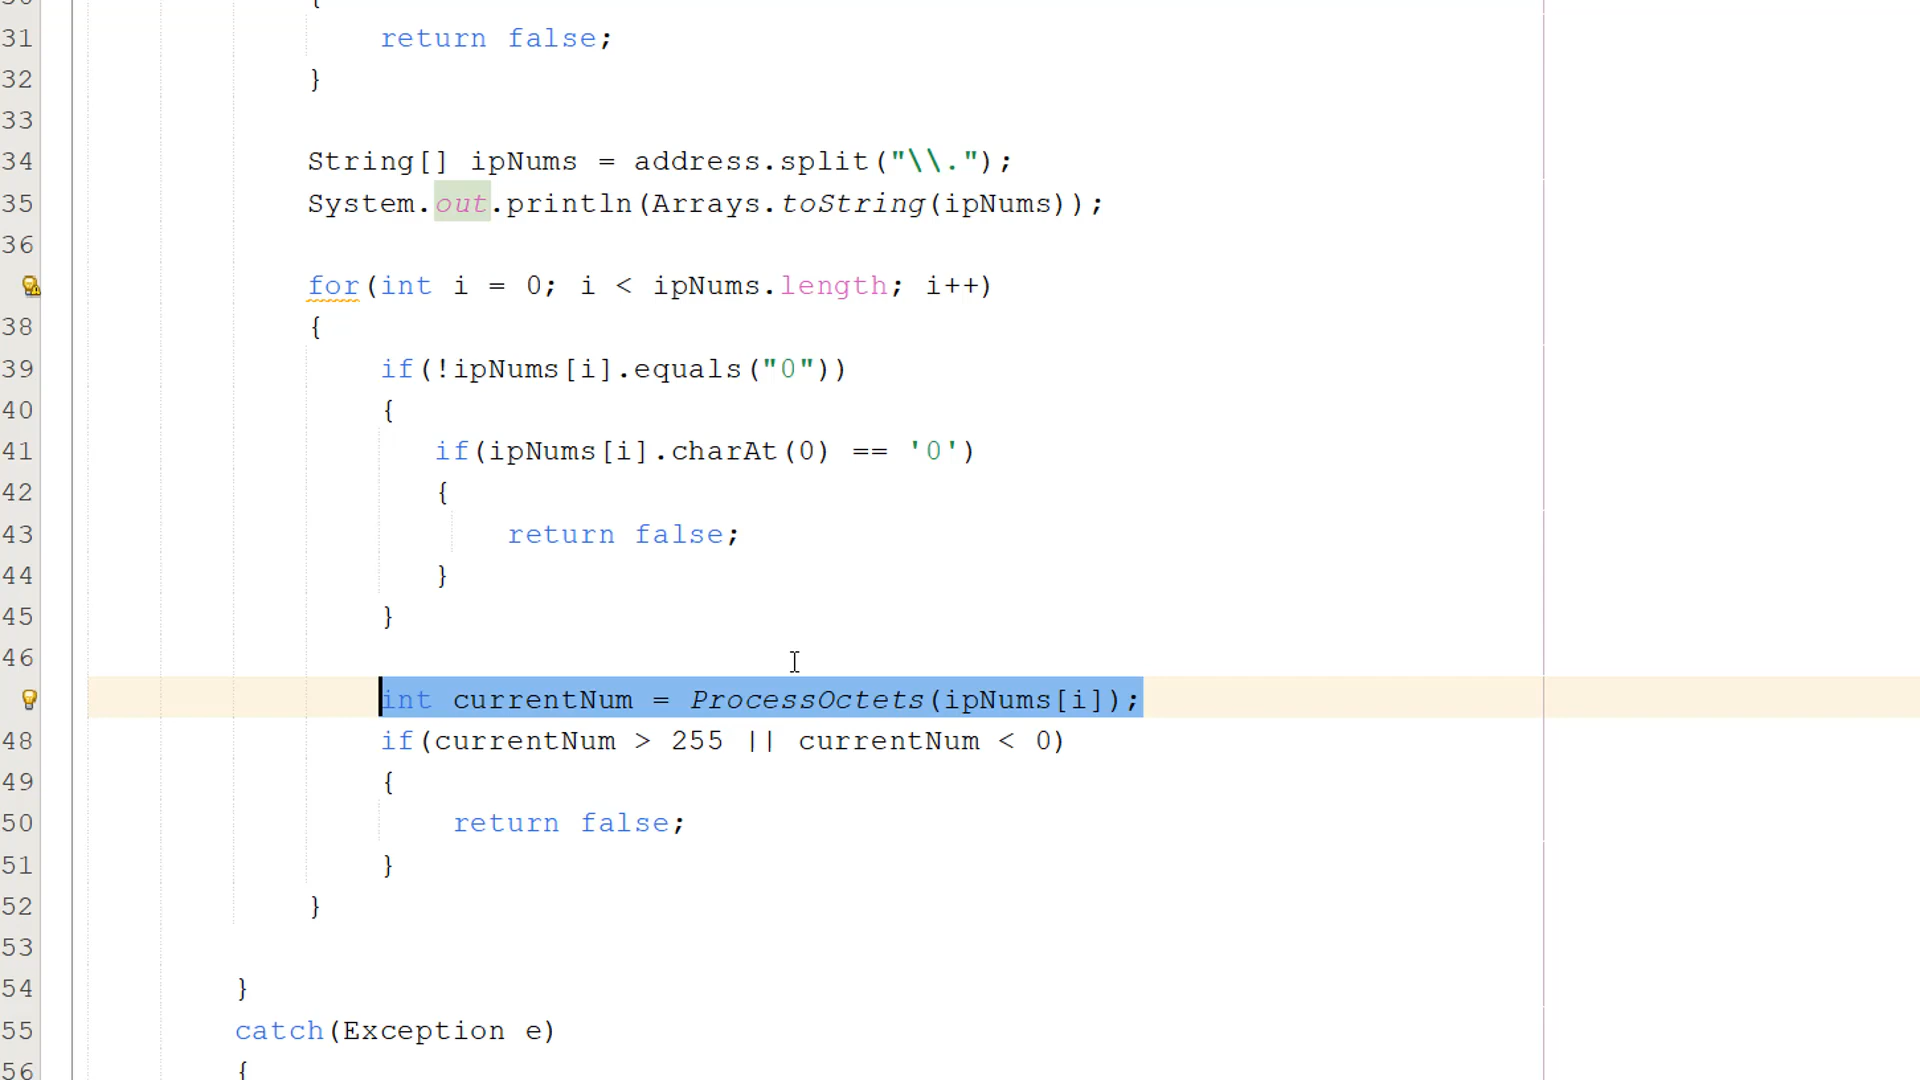 {
31 return false;
32 }
33
34 String[] ipNums = address.split("\\.");
35 System.out.println(Arrays.toString(ipNums));
36
for(int i = 0; i < ipNums.length; i++)
38 {
39 if(!ipNums[i].equals("0"))
40 {
41 if(ipNums[i].charAt(0) == '0')
42 {
43 return false;
44 }
45 }
46
int currentNum = ProcessOctets(ipNums[i]);
48 if(currentNum > 255 || currentNum < 0)
49 {
50 return false;
51 }
52 }
53
54 }
55 catch(Exception e)
56 {